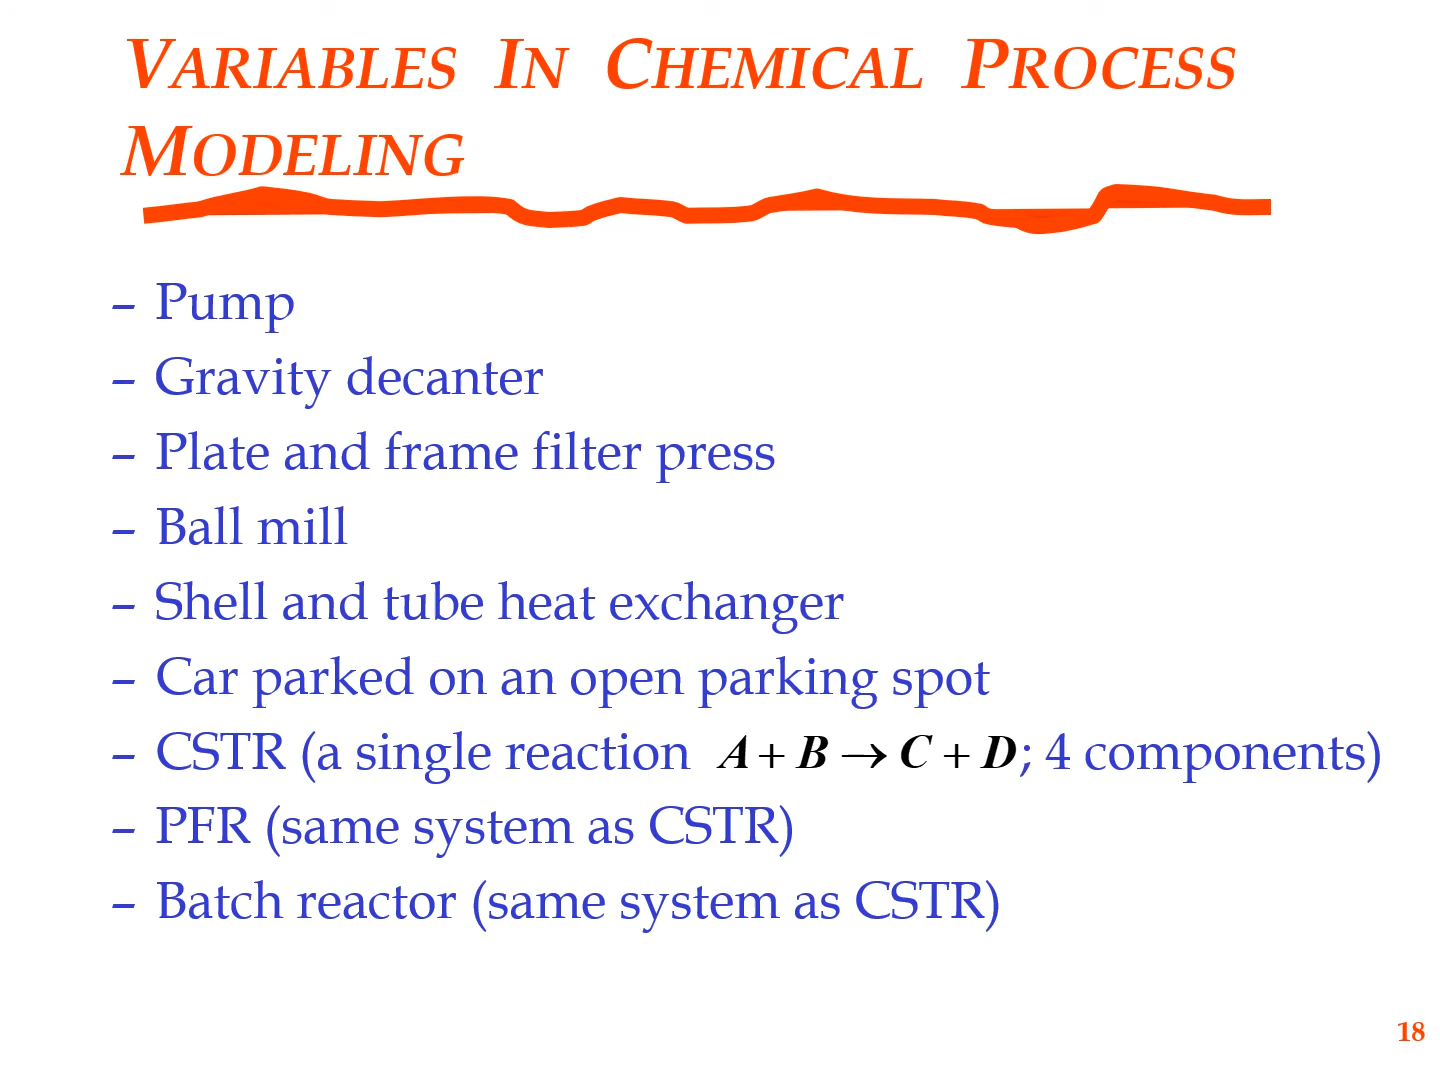 VARIABLES IN CHEMICAL PROCESS
MODELING
– Pump
– Gravity decanter
– Plate and frame filter press
– Ball mill
– Shell and tube heat exchanger
– Car parked on an open parking spot
– CSTR (a single reaction A + B → C + D; 4 components)
– PFR (same system as CSTR)
– Batch reactor (same system as CSTR)
18